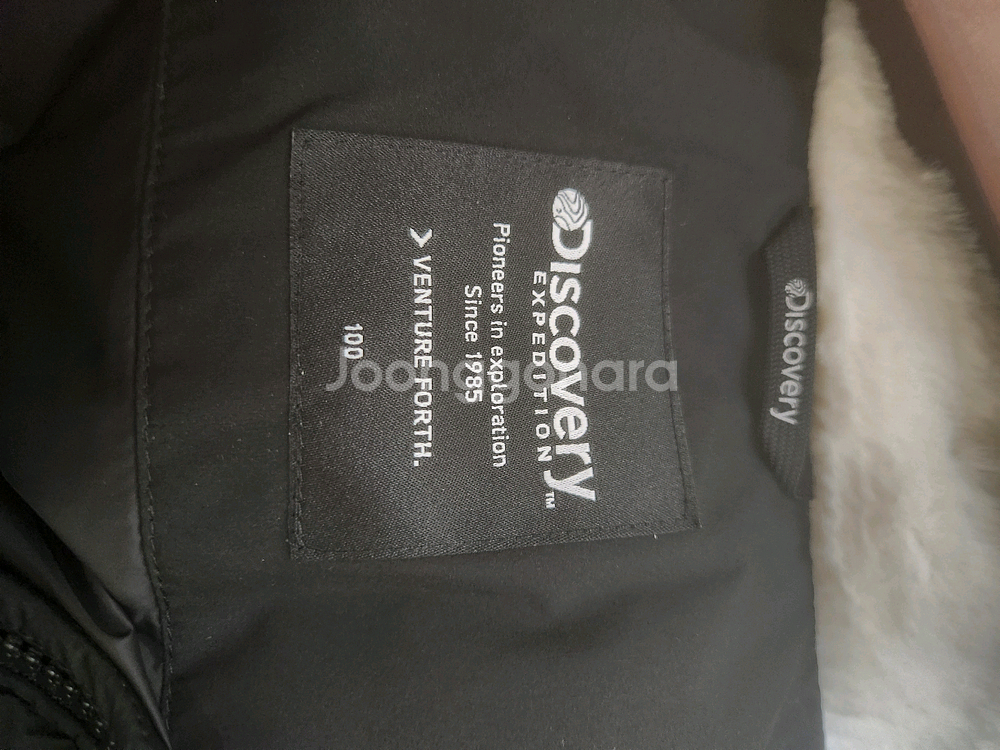 Discovery
EXPEDITION™
Pioneers in exploration
Since 1985
> VENTURE FORTH.
100
Discovery
Joonggonara